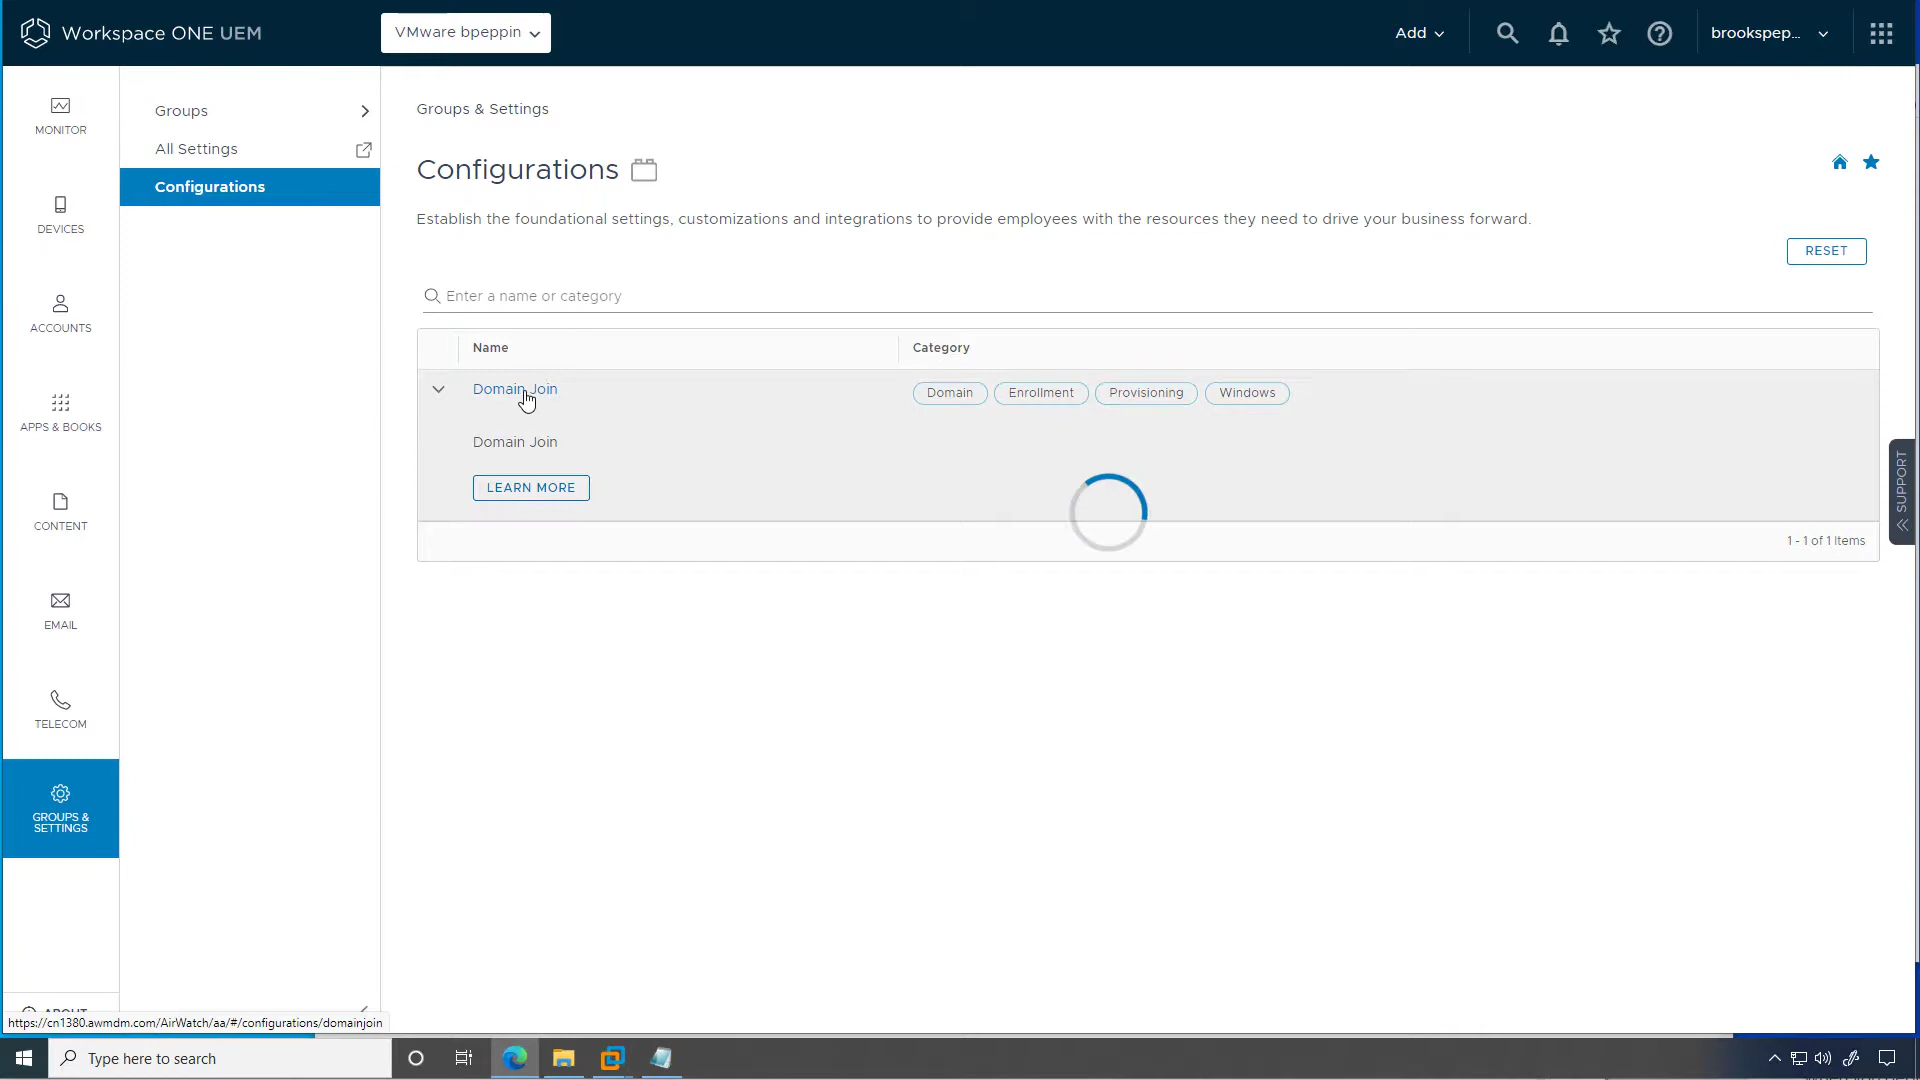 Workspace ONE UEM
VMware bpeppin
Add
brookspep...
MONITOR
DEVICES
ACCOUNTS
APPS & BOOKS
CONTENT
EMAIL
TELECOM
GROUPS &
SETTINGS
ABOUT
Groups
All Settings
Configurations
Groups & Settings
Configurations
Establish the foundational settings, customizations and integrations to provide employees with the resources they need to drive your business forward.
RESET
Enter a name or category
Name
Category
Domain Join
Domain
Enrollment
Provisioning
Windows
Domain Join
LEARN MORE
1 - 1 of 1 Items
SUPPORT
https://cn1380.awmdm.com/AirWatch/aa/#/configurations/domainjoin
Type here to search